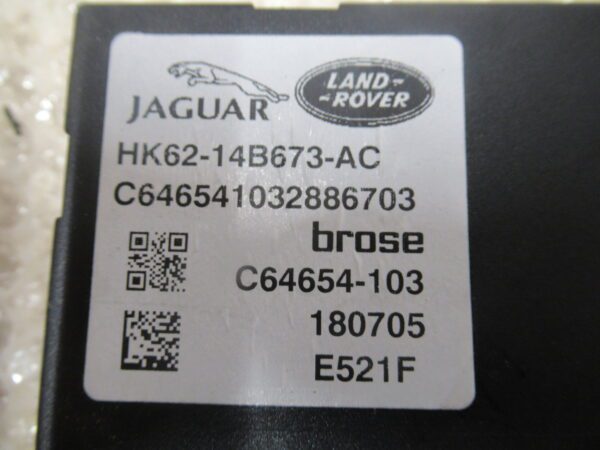 JAGUAR
LAND-
-ROVER
HK62-14B673-AC
C646541032886703
brose
C64654-103
180705
E521F